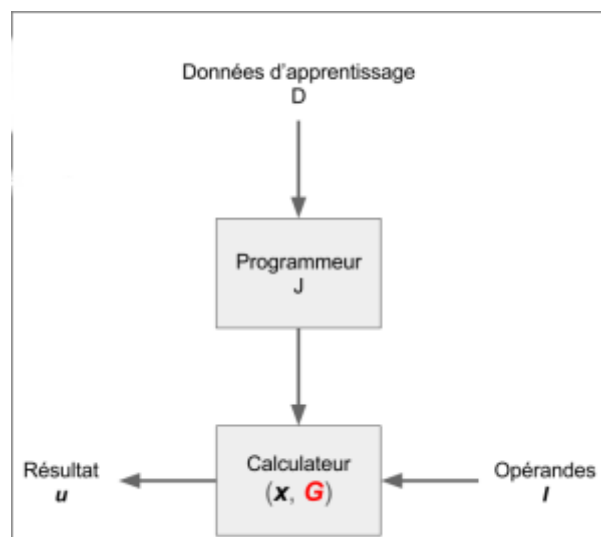 Données d'apprentissage
D
Programmeur
J
Résultat
u
Calculateur
(x, G)
Opérandes
I